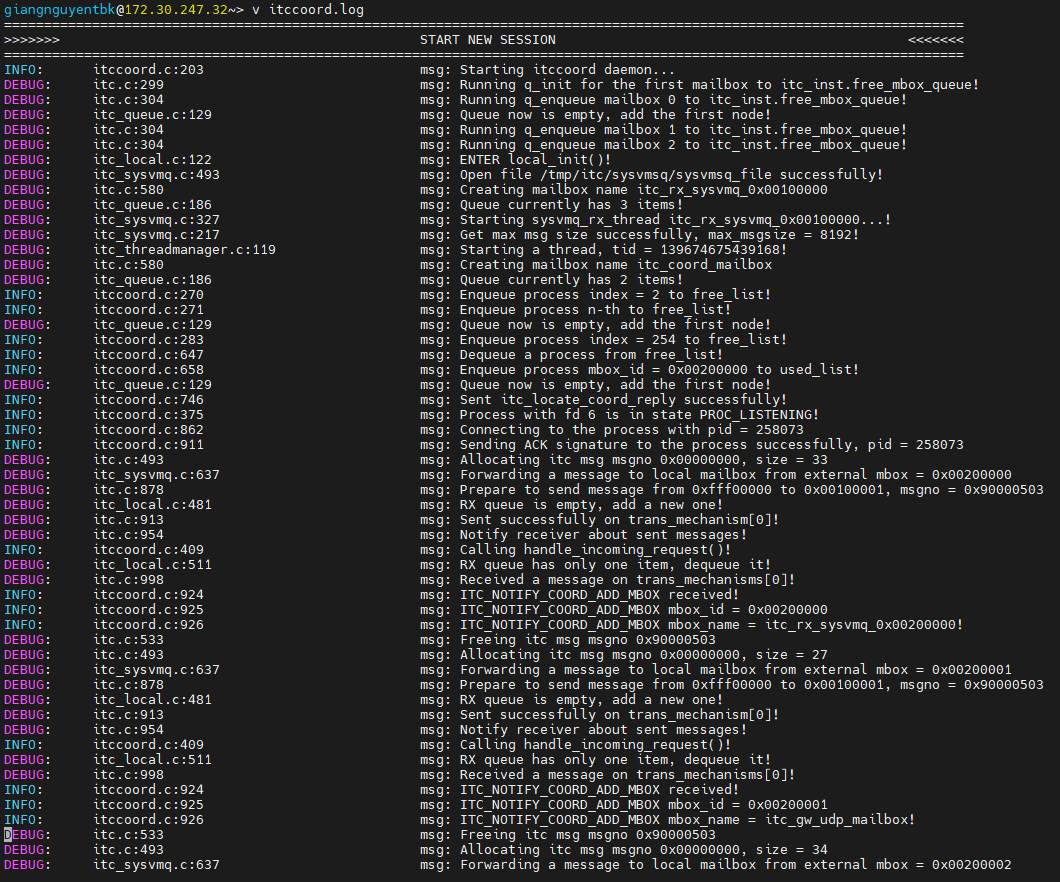 giangnguyentbk@172.30.247.32~> v itccoord.log
========================================================================================================================
>>>>>>> START NEW SESSION <<<<<<<
========================================================================================================================
INFO: itccoord.c:203 msg: Starting itccoord daemon...
DEBUG: itc.c:299 msg: Running q_init for the first mailbox to itc_inst.free_mbox_queue!
DEBUG: itc.c:304 msg: Running q_enqueue mailbox 0 to itc_inst.free_mbox_queue!
DEBUG: itc_queue.c:129 msg: Queue now is empty, add the first node!
DEBUG: itc.c:304 msg: Running q_enqueue mailbox 1 to itc_inst.free_mbox_queue!
DEBUG: itc.c:304 msg: Running q_enqueue mailbox 2 to itc_inst.free_mbox_queue!
DEBUG: itc_local.c:122 msg: ENTER local_init()!
DEBUG: itc_sysvmq.c:493 msg: Open file /tmp/itc/sysvmsq/sysvmsq_file successfully!
DEBUG: itc.c:580 msg: Creating mailbox name itc_rx_sysvmq_0x00100000
DEBUG: itc_queue.c:186 msg: Queue currently has 3 items!
DEBUG: itc_sysvmq.c:327 msg: Starting sysvmq_rx_thread itc_rx_sysvmq_0x00100000...!
DEBUG: itc_sysvmq.c:217 msg: Get max msg size successfully, max_msgsize = 8192!
DEBUG: itc_threadmanager.c:119 msg: Starting a thread, tid = 139674675439168!
DEBUG: itc.c:580 msg: Creating mailbox name itc_coord_mailbox
DEBUG: itc_queue.c:186 msg: Queue currently has 2 items!
INFO: itccoord.c:270 msg: Enqueue process index = 2 to free_list!
INFO: itccoord.c:271 msg: Enqueue process n-th to free_list!
DEBUG: itc_queue.c:129 msg: Queue now is empty, add the first node!
INFO: itccoord.c:283 msg: Enqueue process index = 254 to free_list!
INFO: itccoord.c:647 msg: Dequeue a process from free_list!
INFO: itccoord.c:658 msg: Enqueue process mbox_id = 0x00200000 to used_list!
DEBUG: itc_queue.c:129 msg: Queue now is empty, add the first node!
INFO: itccoord.c:746 msg: Sent itc_locate_coord_reply successfully!
INFO: itccoord.c:375 msg: Process with fd 6 is in state PROC_LISTENING!
INFO: itccoord.c:862 msg: Connecting to the process with pid = 258073
INFO: itccoord.c:911 msg: Sending ACK signature to the process successfully, pid = 258073
DEBUG: itc.c:493 msg: Allocating itc msg msgno 0x00000000, size = 33
DEBUG: itc_sysvmq.c:637 msg: Forwarding a message to local mailbox from external mbox = 0x00200000
DEBUG: itc.c:878 msg: Prepare to send message from 0xfff00000 to 0x00100001, msgno = 0x90000503
DEBUG: itc_local.c:481 msg: RX queue is empty, add a new one!
DEBUG: itc.c:913 msg: Sent successfully on trans_mechanism[0]!
DEBUG: itc.c:954 msg: Notify receiver about sent messages!
INFO: itccoord.c:409 msg: Calling handle_incoming_request()!
DEBUG: itc_local.c:511 msg: RX queue has only one item, dequeue it!
DEBUG: itc.c:998 msg: Received a message on trans_mechanisms[0]!
INFO: itccoord.c:924 msg: ITC_NOTIFY_COORD_ADD_MBOX received!
INFO: itccoord.c:925 msg: ITC_NOTIFY_COORD_ADD_MBOX mbox_id = 0x00200000
INFO: itccoord.c:926 msg: ITC_NOTIFY_COORD_ADD_MBOX mbox_name = itc_rx_sysvmq_0x00200000!
DEBUG: itc.c:533 msg: Freeing itc msg msgno 0x90000503
DEBUG: itc.c:493 msg: Allocating itc msg msgno 0x00000000, size = 27
DEBUG: itc_sysvmq.c:637 msg: Forwarding a message to local mailbox from external mbox = 0x00200001
DEBUG: itc.c:878 msg: Prepare to send message from 0xfff00000 to 0x00100001, msgno = 0x90000503
DEBUG: itc_local.c:481 msg: RX queue is empty, add a new one!
DEBUG: itc.c:913 msg: Sent successfully on trans_mechanism[0]!
DEBUG: itc.c:954 msg: Notify receiver about sent messages!
INFO: itccoord.c:409 msg: Calling handle_incoming_request()!
DEBUG: itc_local.c:511 msg: RX queue has only one item, dequeue it!
DEBUG: itc.c:998 msg: Received a message on trans_mechanisms[0]!
INFO: itccoord.c:924 msg: ITC_NOTIFY_COORD_ADD_MBOX received!
INFO: itccoord.c:925 msg: ITC_NOTIFY_COORD_ADD_MBOX mbox_id = 0x00200001
INFO: itccoord.c:926 msg: ITC_NOTIFY_COORD_ADD_MBOX mbox_name = itc_gw_udp_mailbox!
DEBUG: itc.c:533 msg: Freeing itc msg msgno 0x90000503
DEBUG: itc.c:493 msg: Allocating itc msg msgno 0x00000000, size = 34
DEBUG: itc_sysvmq.c:637 msg: Forwarding a message to local mailbox from external mbox = 0x00200002